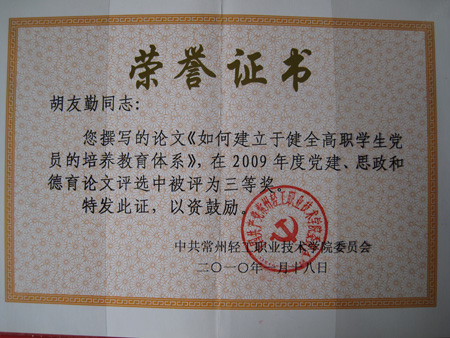 荣誉证书
胡友勤同志：
您撰写的论文《如何建立于健全高职学生党
员的培养教育体系》，在2009年度党建、思政和
德育论文评选中被评为三等奖。
特发此证，以资鼓励。
中共常州轻工职业技术学院委员会
二〇一〇年一月十八日